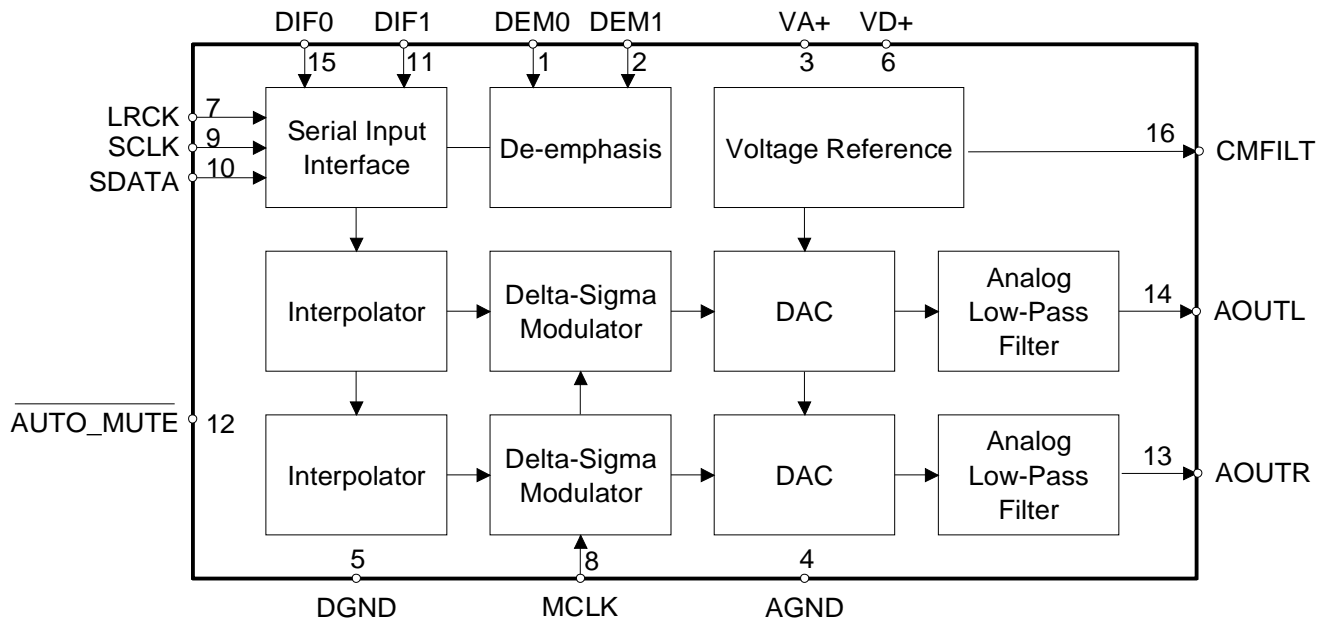 DIF0 DIF1 DEM0 DEM1 VA+ VD+
15 11 1 2 3 6
LRCK 7
SCLK 9
SDATA 10
Serial Input
Interface
De-emphasis
Voltage Reference
16 CMFILT
Interpolator
Delta-Sigma
Modulator
DAC
Analog
Low-Pass
Filter
14 AOUTL
AUTO_MUTE 12
Interpolator
Delta-Sigma
Modulator
DAC
Analog
Low-Pass
Filter
13 AOUTR
5 8 4
DGND MCLK AGND